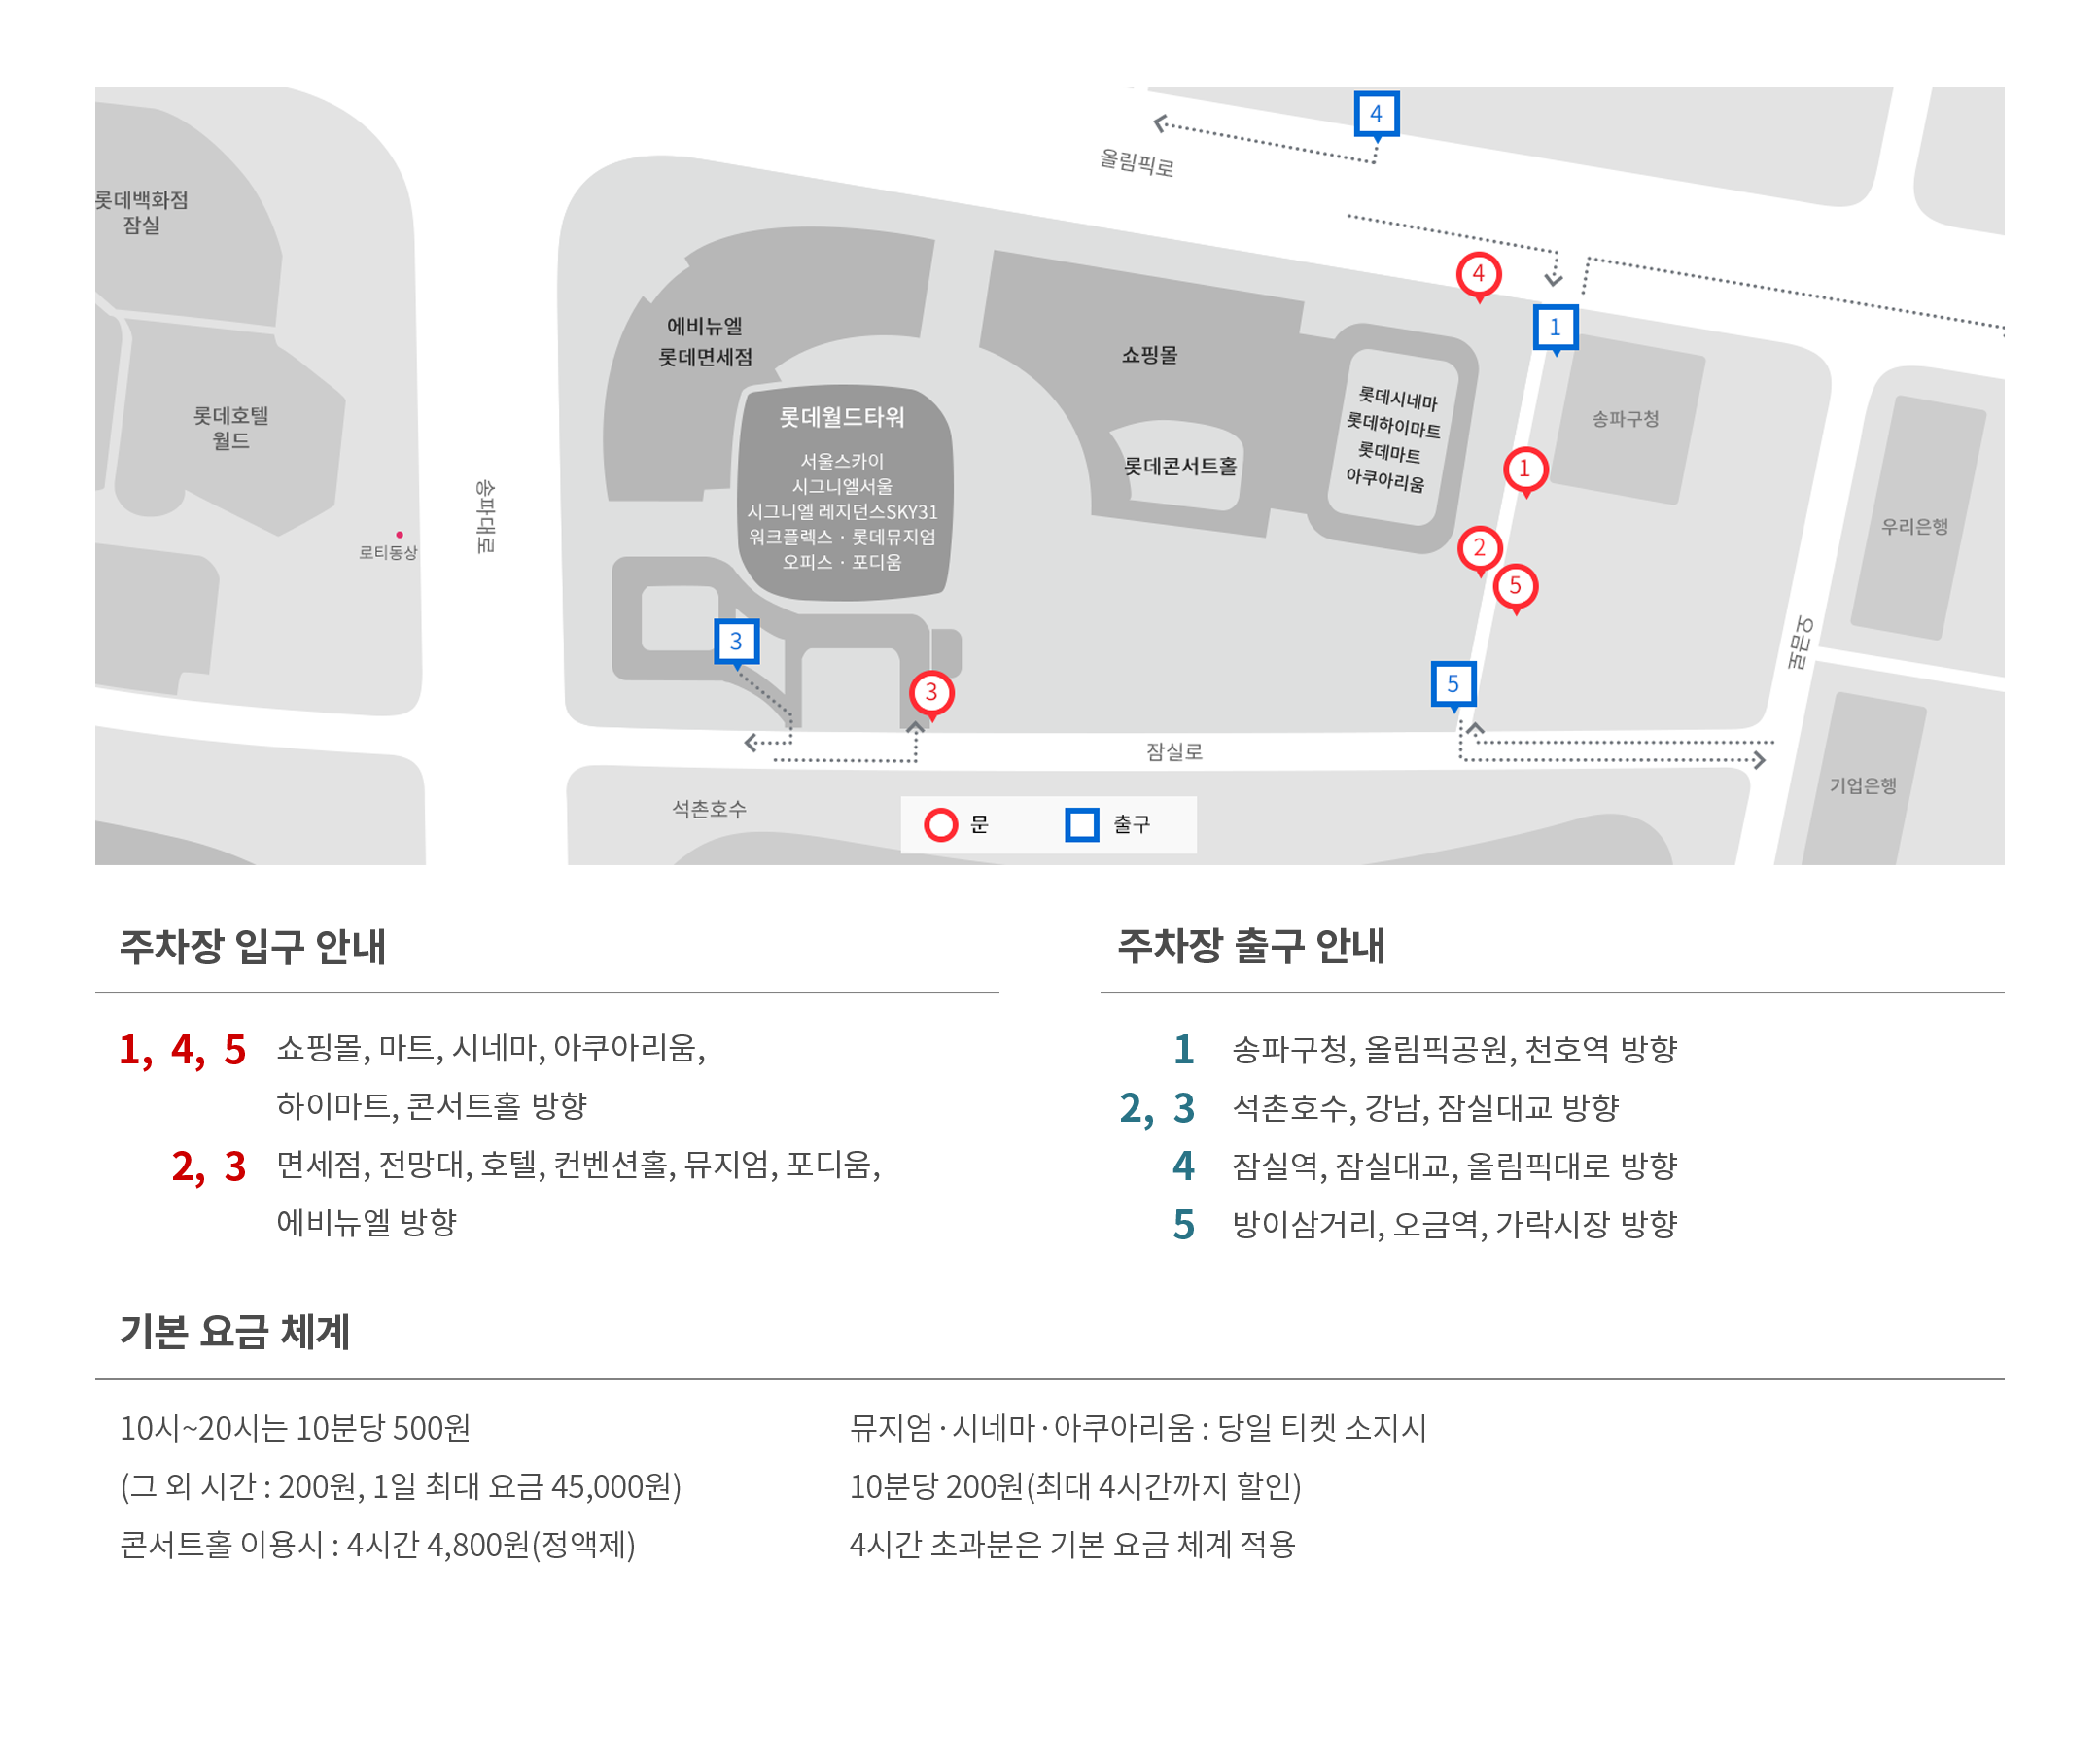 4
올림픽로
롯데백화점
잠실
4
1
에비뉴엘
롯데면세점
쇼핑몰
롯데시네마
롯데하이마트
롯데마트
아쿠아리움
송파구청
롯데호텔
월드
롯데월드타워
서울스카이
시그니엘서울
시그니엘 레지던스SKY31
워크플렉스 · 롯데뮤지엄
오피스 · 포디움
롯데콘서트홀
1
송파대로
로티동상
2
5
우리은행
오금로
3
3
5
잠실로
기업은행
석촌호수
문
출구
주차장 입구 안내
1, 4, 5 쇼핑몰, 마트, 시네마, 아쿠아리움,
하이마트, 콘서트홀 방향
2, 3 면세점, 전망대, 호텔, 컨벤션홀, 뮤지엄, 포디움,
에비뉴엘 방향
주차장 출구 안내
1 송파구청, 올림픽공원, 천호역 방향
2, 3 석촌호수, 강남, 잠실대교 방향
4 잠실역, 잠실대교, 올림픽대로 방향
5 방이삼거리, 오금역, 가락시장 방향
기본 요금 체계
10시~20시는 10분당 500원
(그 외 시간 : 200원, 1일 최대 요금 45,000원)
콘서트홀 이용시 : 4시간 4,800원(정액제)
뮤지엄·시네마·아쿠아리움 : 당일 티켓 소지시
10분당 200원(최대 4시간까지 할인)
4시간 초과분은 기본 요금 체계 적용